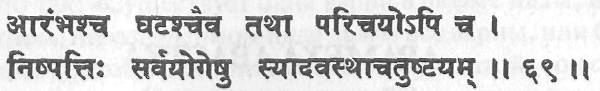 आरंभश्च घटश्चैव तथा परिचयोऽपि च ।
निष्पत्तिः सर्वयोगेषु स्यादवस्थाचतुष्टयम् ॥ ६९ ॥